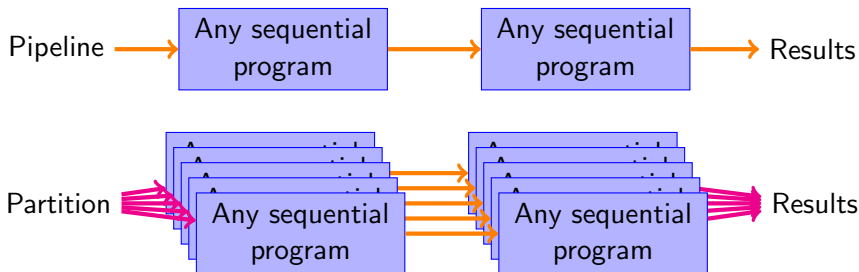 Pipeline
Any sequential
program
Any sequential
program
Results
Partition
Any sequential
program
Any sequential
program
Results